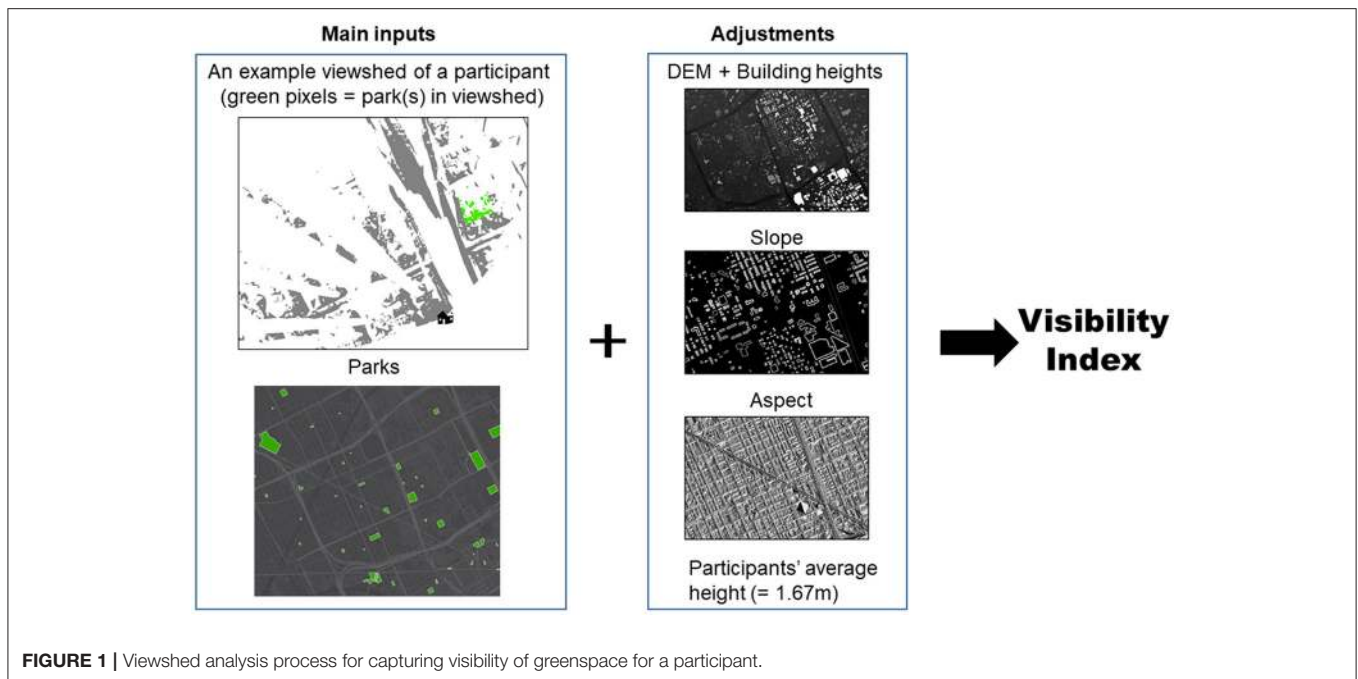 Main inputs
An example viewshed of a participant
(green pixels = park(s) in viewshed)
Parks
+
Adjustments
DEM + Building heights
Slope
Aspect
Participants' average
height (= 1.67m)
Visibility
Index
FIGURE 1 | Viewshed analysis process for capturing visibility of greenspace for a participant.